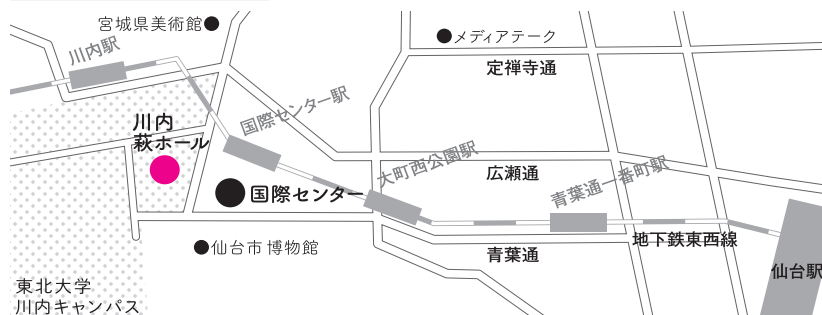 宮城県美術館
メディアテーク
川内駅
定禅寺通
国際センター駅
川内
萩ホール
大町西公園駅
広瀬通
青葉通一番町駅
国際センター
地下鉄東西線
仙台市博物館
青葉通
仙台駅
東北大学
川内キャンパス